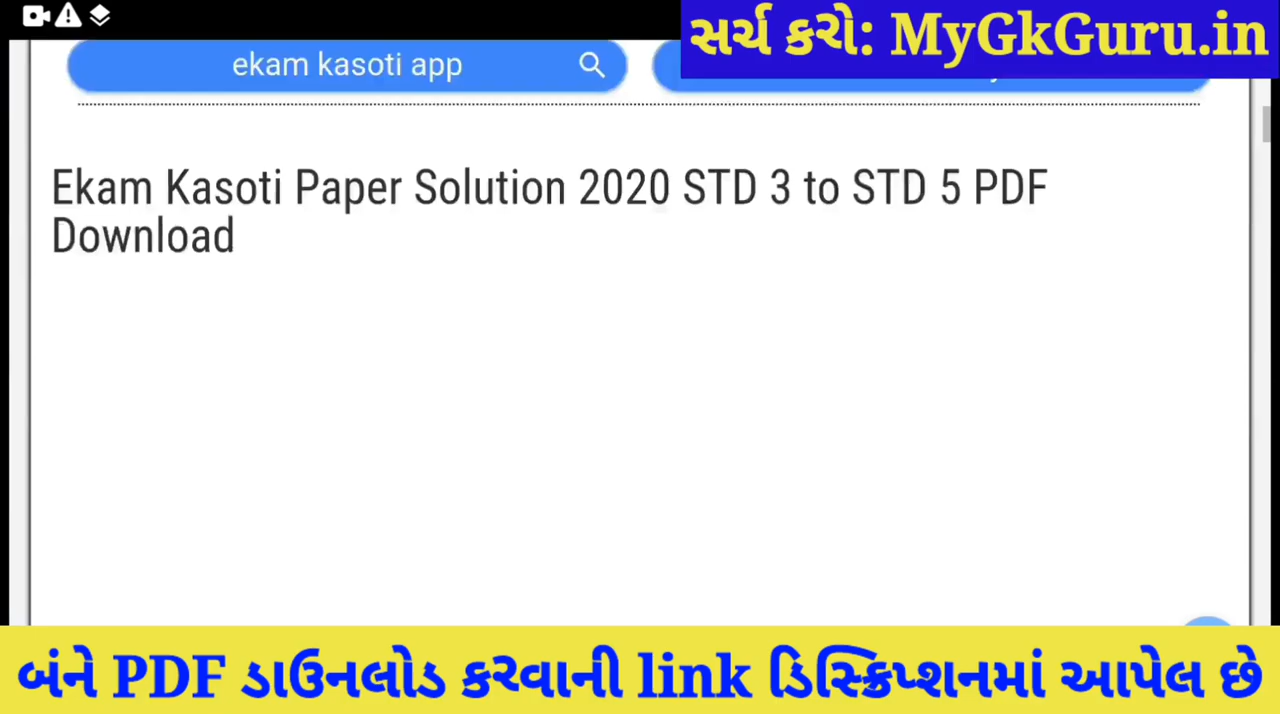 સર્ચ કરો: MyGkGuru.in
ekam kasoti app
Ekam Kasoti Paper Solution 2020 STD 3 to STD 5 PDF
Download
બંને PDF ડાઉનલોડ કરવાની link ડિસ્ક્રિપ્શનમાં આપેલ છે